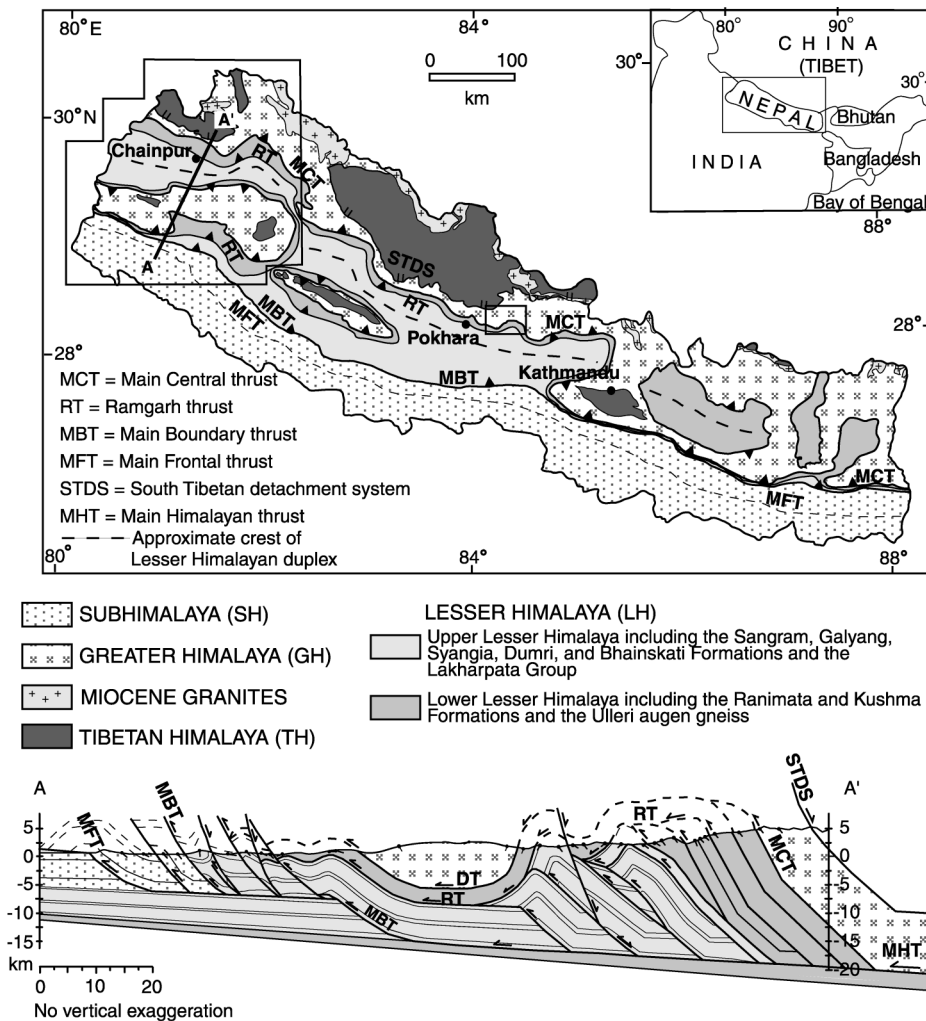 80°E
84°
30°N
0 100
km
80° 90°
C H I N A
(TIBET)
30°
30°
NEPAL
Bhutan
INDIA
Bangladesh
Bay of Bengal
88°
A'
Chainpur
RT
MCT
RT
A
STDS
RT
MBT
MFT
MCT
Pokhara
28°
28°
Kathmandu
MBT
MCT
MFT
MCT = Main Central thrust
RT = Ramgarh thrust
MBT = Main Boundary thrust
MFT = Main Frontal thrust
STDS = South Tibetan detachment system
MHT = Main Himalayan thrust
Approximate crest of
Lesser Himalayan duplex
80°
84°
88°
SUBHIMALAYA (SH)
GREATER HIMALAYA (GH)
MIOCENE GRANITES
TIBETAN HIMALAYA (TH)
LESSER HIMALAYA (LH)
Upper Lesser Himalaya including the Sangram, Galyang,
Syangia, Dumri, and Bhainskati Formations and the
Lakharpata Group
Lower Lesser Himalaya including the Ranimata and Kushma
Formations and the Ulleri augen gneiss
A
A'
STDS
MBT
MFT
RT
MCT
5
0
-5
-10
-15
km
5
0
-5
-10
-15
-20
DT
RT
MBT
MHT
0 10 20
No vertical exaggeration